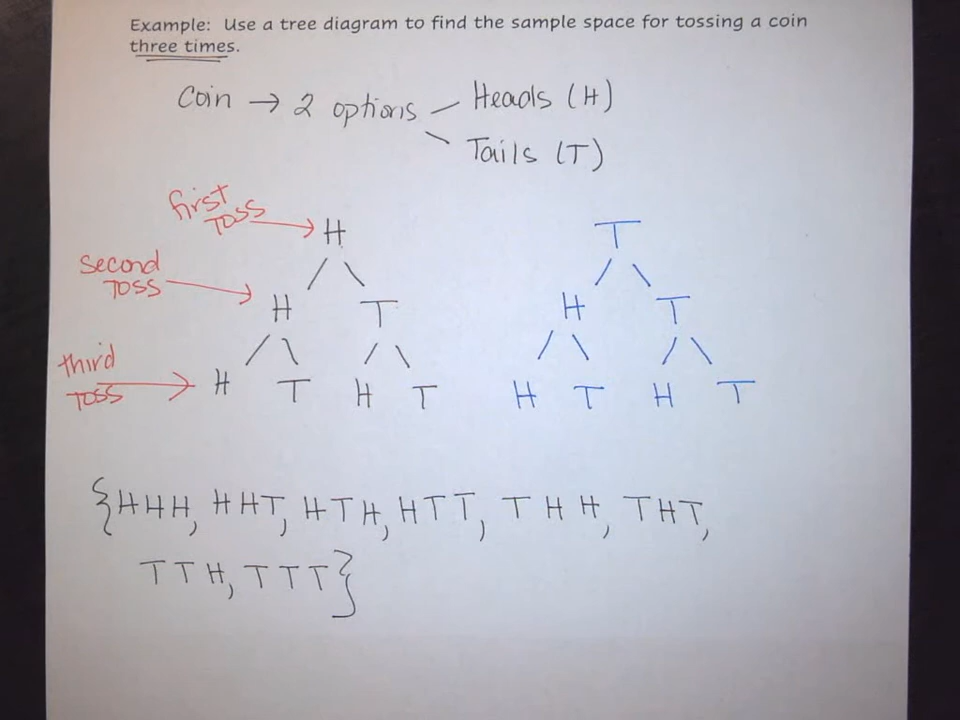 Example: Use a tree diagram to find the sample space for tossing a coin
three times.
Coin → 2 options
Heads (H)
Tails (T)
first
Toss → H
T
second
Toss → H T
H T
third
Toss → H T H T
H T H T
{HHH, HHT, HTH, HTT, THH, THT,
TTH, TTT}